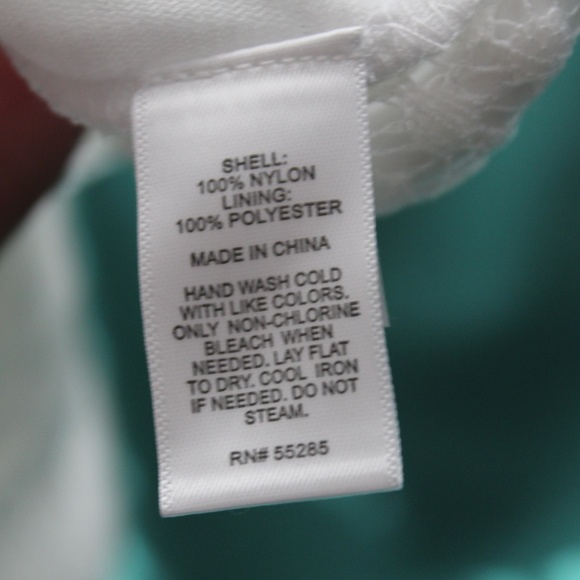 SHELL:
100% NYLON
LINING:
100% POLYESTER
MADE IN CHINA
HAND WASH COLD
WITH LIKE COLORS.
ONLY NON-CHLORINE
BLEACH WHEN
NEEDED. LAY FLAT
TO DRY. COOL IRON
IF NEEDED. DO NOT
STEAM.
RN# 55285